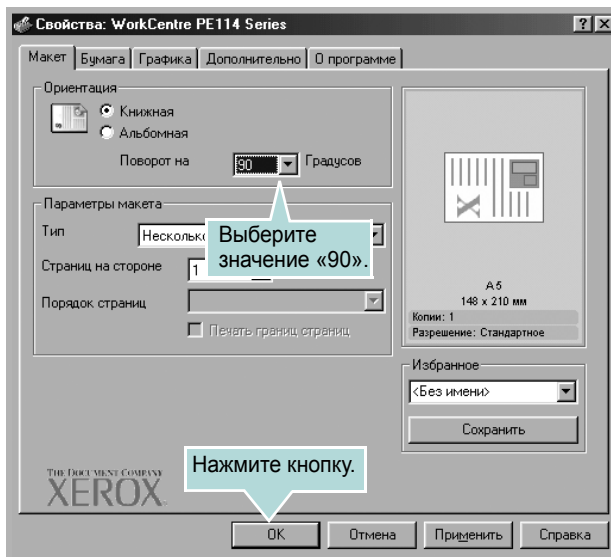 Свойства: WorkCentre PE114 Series
Макет Бумага Графика Дополнительно О программе
Ориентация
Книжная
Альбомная
Поворот на 90 Градусов
Параметры макета
Тип
Выберите
значение «90».
Страниц на стороне 1
Порядок страниц
Печать границ страниц
A5
148 x 210 мм
Копии: 1
Разрешение: Стандартное
Избранное
<Без имени>
Сохранить
THE DOCUMENT COMPANY
XEROX
Нажмите кнопку.
OK Отмена Применить Справка